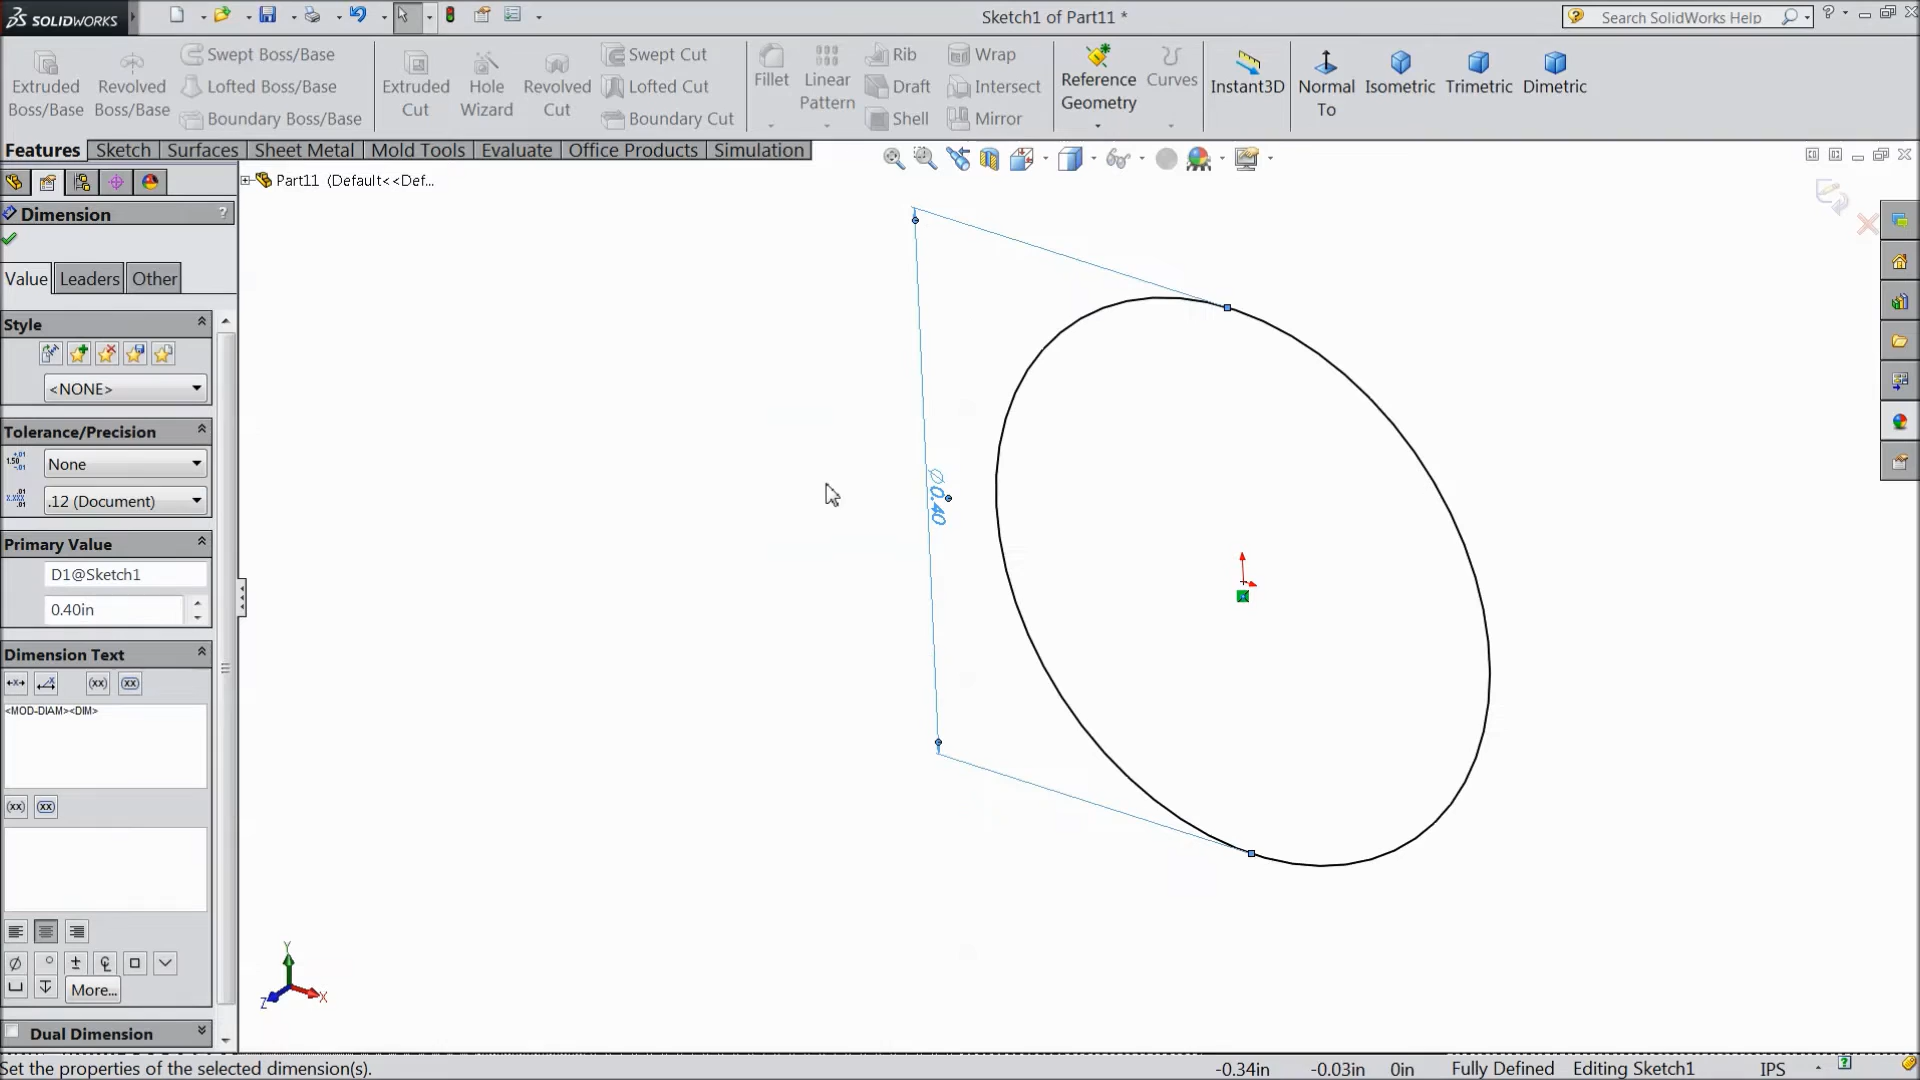 SOLIDWORKS
Sketch1 of Part11 *
Search SolidWorks Help
Extruded Boss/Base
Revolved Boss/Base
Swept Boss/Base
Lofted Boss/Base
Boundary Boss/Base
Extruded Cut
Hole Wizard
Revolved Cut
Swept Cut
Lofted Cut
Boundary Cut
Fillet
Linear Pattern
Rib
Draft
Shell
Wrap
Intersect
Mirror
Reference Geometry
Curves
Instant3D
Normal To
Isometric
Trimetric
Dimetric
Features
Sketch
Surfaces
Sheet Metal
Mold Tools
Evaluate
Office Products
Simulation
Part11 (Default<<Def...
Dimension
?
Value
Leaders
Other
Style
<NONE>
Tolerance/Precision
None
.12 (Document)
Primary Value
D1@Sketch1
0.40in
Dimension Text
(xx)
(xx)
<MOD-DIAM><DIM>
(xx)
(xx)
More...
Dual Dimension
∅0.40
Y
Z
X
Set the properties of the selected dimension(s).
-0.34in
-0.03in
0in
Fully Defined
Editing Sketch1
IPS